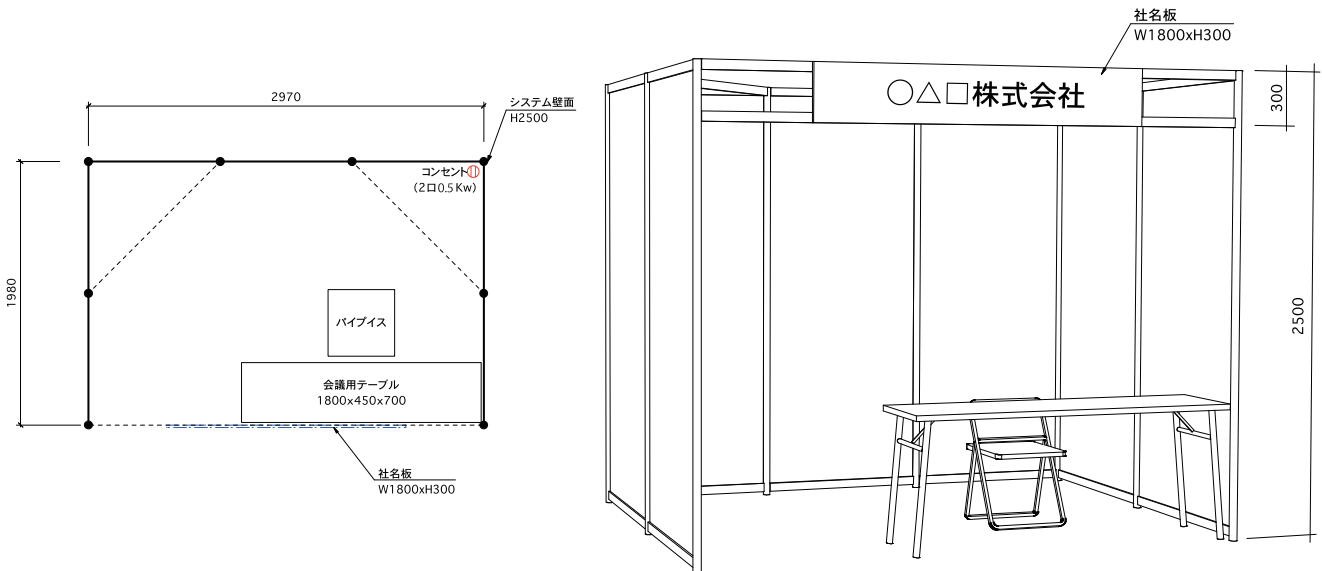 2970
システム壁面
H2500
コンセント
(2口0.5Kw)
1980
パイプイス
会議用テーブル
1800x450x700
社名板
W1800xH300
社名板
W1800xH300
○△□株式会社
300
2500